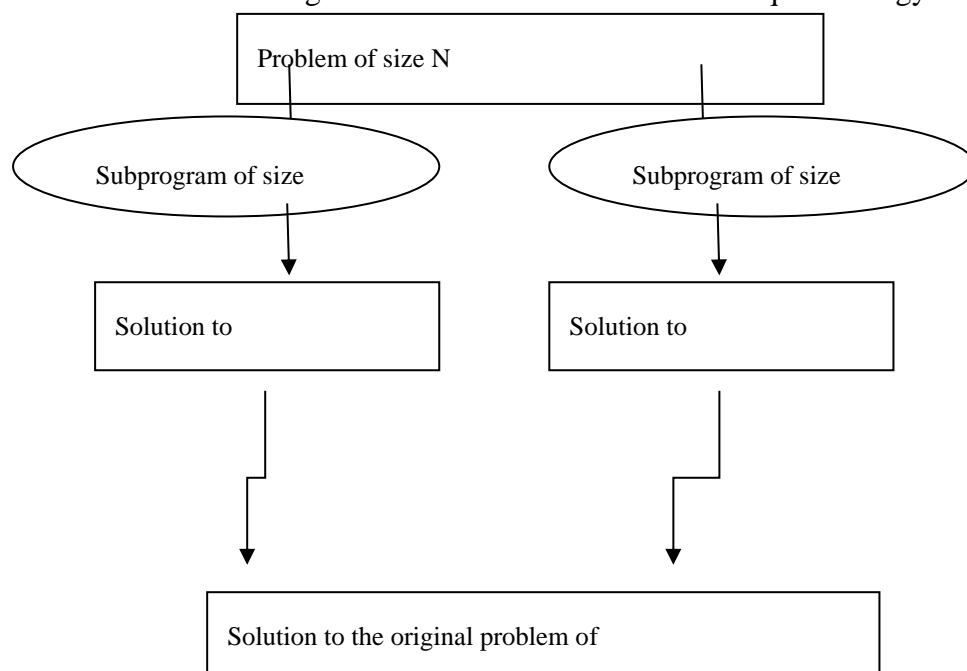 Problem of size N
Subprogram of size Subprogram of size
Solution to Solution to
Solution to the original problem of